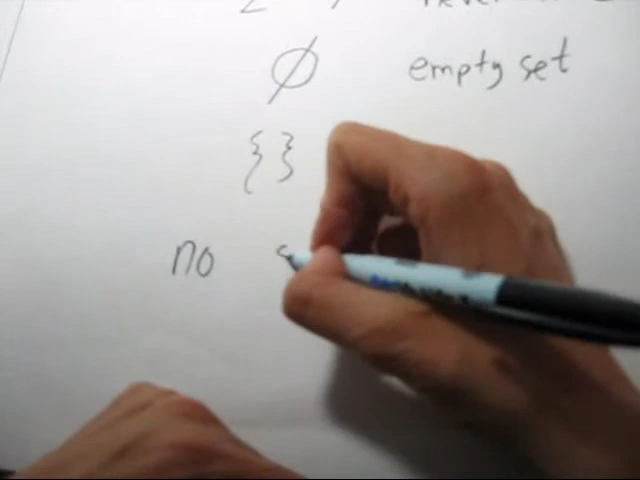 ∅ empty set
{ }
no s